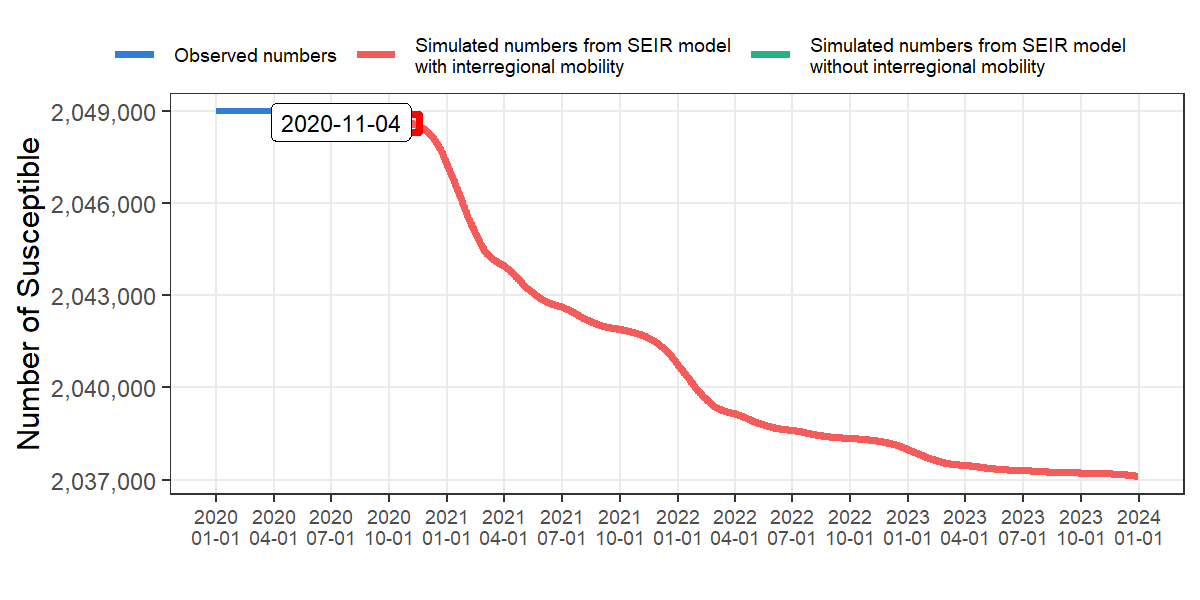 Observed numbers
Simulated numbers from SEIR model
with interregional mobility
Simulated numbers from SEIR model
without interregional mobility
Number of Susceptible
2,049,000
2,046,000
2,043,000
2,040,000
2,037,000
2020-11-04
2020 2020 2020 2020 2021 2021 2021 2021 2022 2022 2022 2022 2023 2023 2023 2023 2024
01-01 04-01 07-01 10-01 01-01 04-01 07-01 10-01 01-01 04-01 07-01 10-01 01-01 04-01 07-01 10-01 01-01